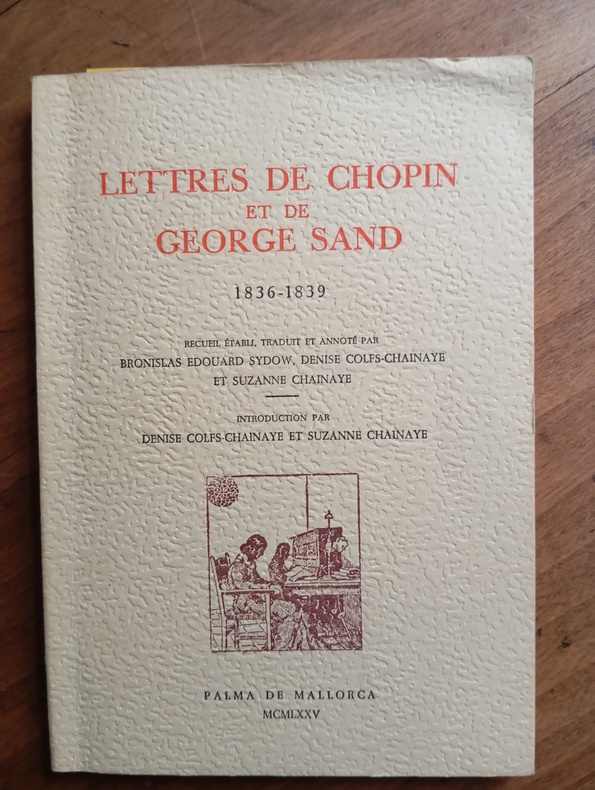 LETTRES DE CHOPIN
ET DE
GEORGE SAND
1836-1839
RECUEIL ÉTABLI, TRADUIT ET ANNOTÉ PAR
BRONISLAS EDOUARD SYDOW, DENISE COLFS-CHAINAYE
ET SUZANNE CHAINAYE
INTRODUCTION PAR
DENISE COLFS-CHAINAYE ET SUZANNE CHAINAYE
PALMA DE MALLORCA
MCMLXXV